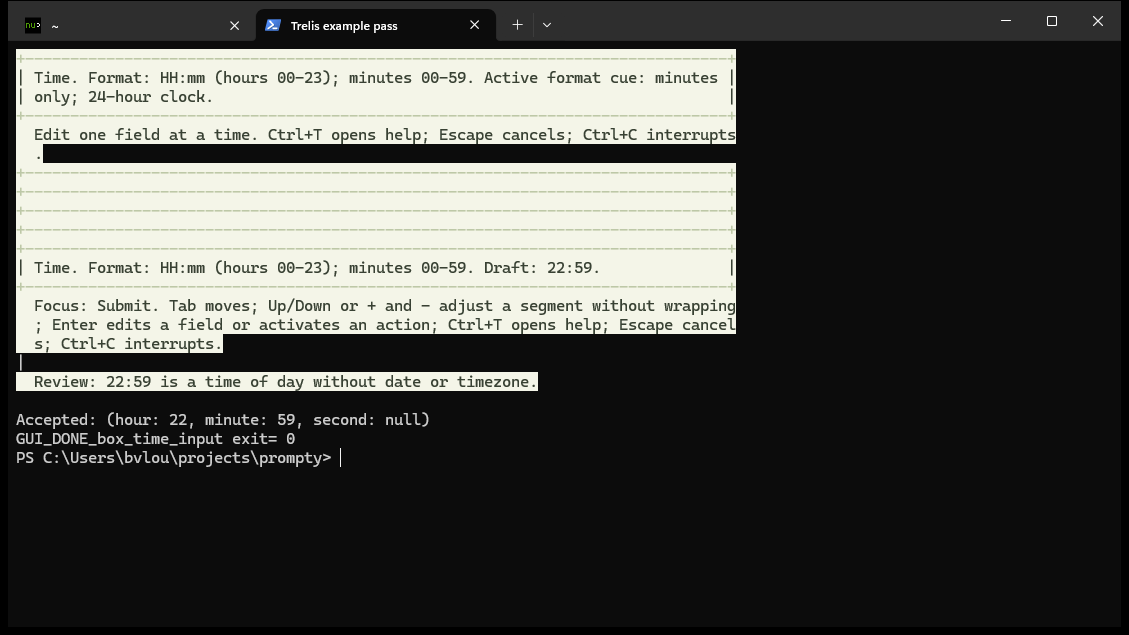 nu> ~
Trelis example pass
| Time. Format: HH:mm (hours 00-23); minutes 00-59. Active format cue: minutes |
| only; 24-hour clock. |
Edit one field at a time. Ctrl+T opens help; Escape cancels; Ctrl+C interrupts
.
| Time. Format: HH:mm (hours 00-23); minutes 00-59. Draft: 22:59. |
Focus: Submit. Tab moves; Up/Down or + and - adjust a segment without wrapping
; Enter edits a field or activates an action; Ctrl+T opens help; Escape cancel
s; Ctrl+C interrupts.
|
Review: 22:59 is a time of day without date or timezone.
Accepted: (hour: 22, minute: 59, second: null)
GUI_DONE_box_time_input exit= 0
PS C:\Users\bvlou\projects\prompty>